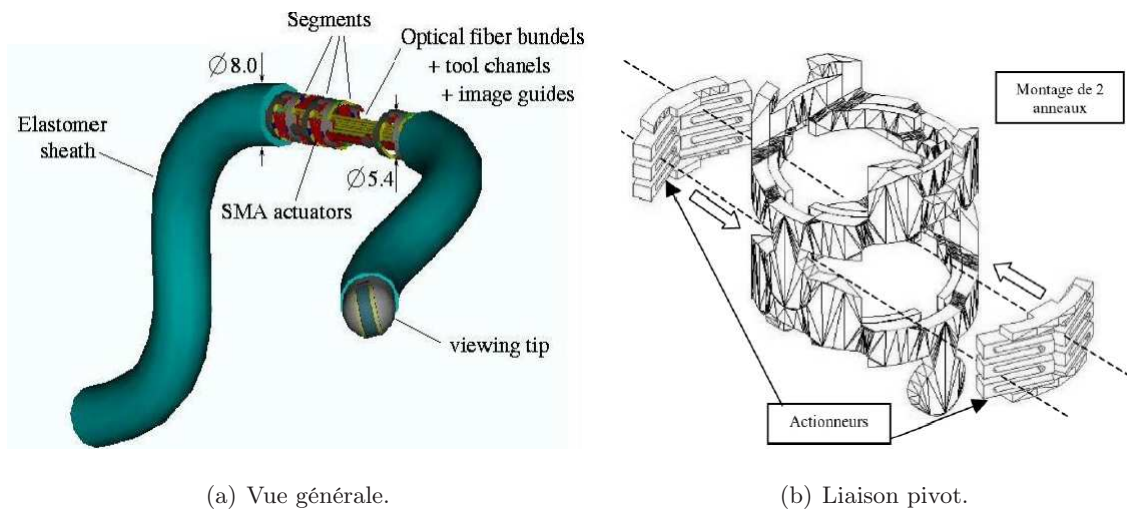 Segments
Optical fiber bundels
+ tool chanels
+ image guides
∅8.0
Elastomer
sheath
∅5.4
SMA actuators
viewing tip
Montage de 2
anneaux
Actionneurs
(a) Vue générale.
(b) Liaison pivot.